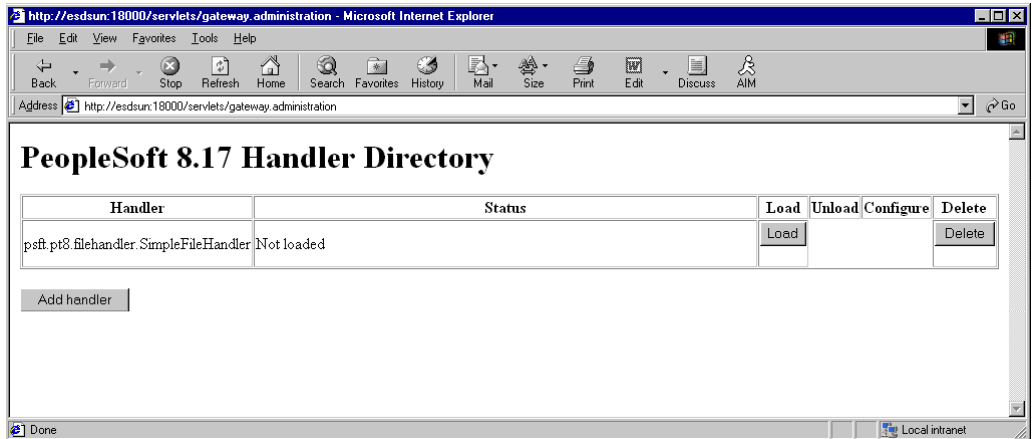 http://esdsun:18000/servlets/gateway.administration - Microsoft Internet Explorer
File Edit View Favorites Tools Help
Back Forward Stop Refresh Home Search Favorites History Mail Size Print Edit Discuss AIM
Address http://esdsun:18000/servlets/gateway.administration Go
PeopleSoft 8.17 Handler Directory
Handler Status Load Unload Configure Delete
psft.pt8.filehandler.SimpleFileHandler Not loaded Load Delete
Add handler
Done Local intranet